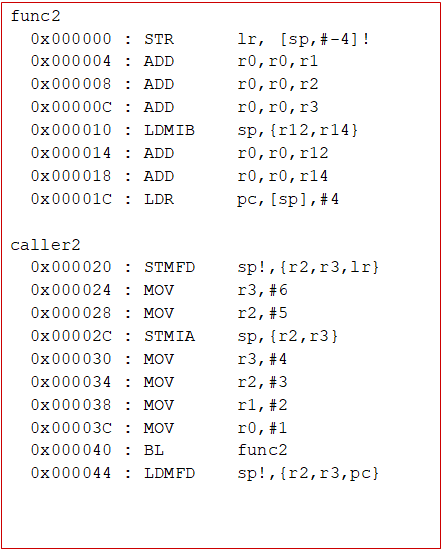 func2
0x000000 : STR lr, [sp,#-4]!
0x000004 : ADD r0,r0,r1
0x000008 : ADD r0,r0,r2
0x00000C : ADD r0,r0,r3
0x000010 : LDMIB sp,{r12,r14}
0x000014 : ADD r0,r0,r12
0x000018 : ADD r0,r0,r14
0x00001C : LDR pc,[sp],#4
caller2
0x000020 : STMFD sp!,{r2,r3,lr}
0x000024 : MOV r3,#6
0x000028 : MOV r2,#5
0x00002C : STMIA sp,{r2,r3}
0x000030 : MOV r3,#4
0x000034 : MOV r2,#3
0x000038 : MOV r1,#2
0x00003C : MOV r0,#1
0x000040 : BL func2
0x000044 : LDMFD sp!,{r2,r3,pc}